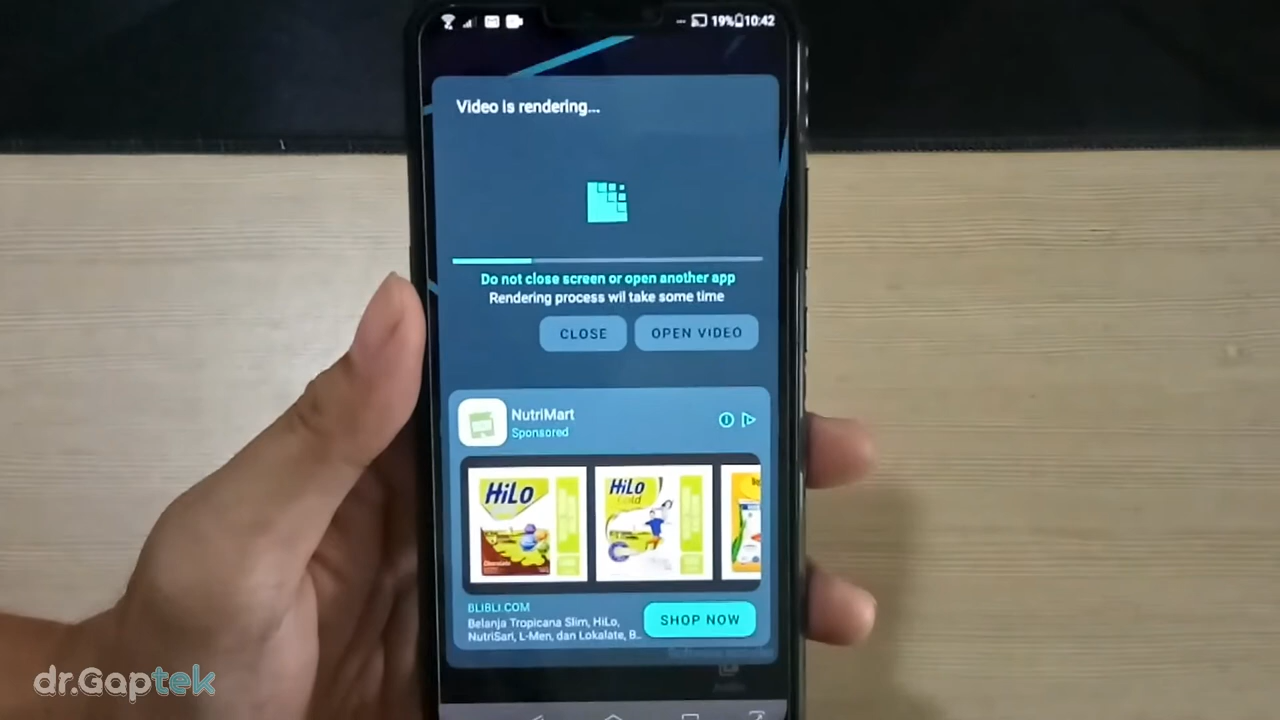 19% 10:42
Video is rendering...
Do not close screen or open another app
Rendering process wil take some time
CLOSE
OPEN VIDEO
NutriMart
Sponsored
HiLo
HiLo
Gold
Chocolate
BLIBLI.COM
Belanja Tropicana Slim, HiLo,
NutriSari, L-Men, dan Lokalate, B...
SHOP NOW
dr.Gaptek